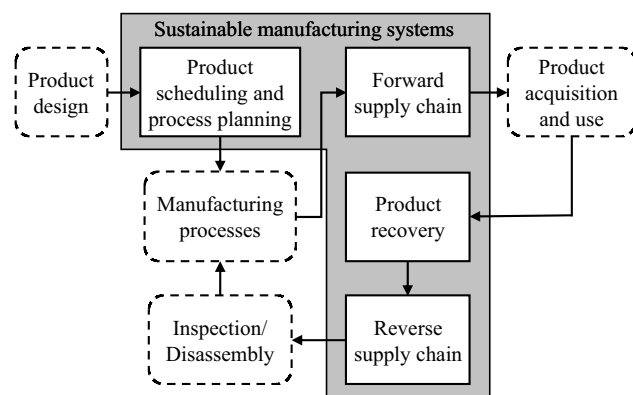 Sustainable manufacturing systems
Product
design
Product
scheduling and
process planning
Forward
supply chain
Product
acquisition
and use
Manufacturing
processes
Product
recovery
Inspection/
Disassembly
Reverse
supply chain